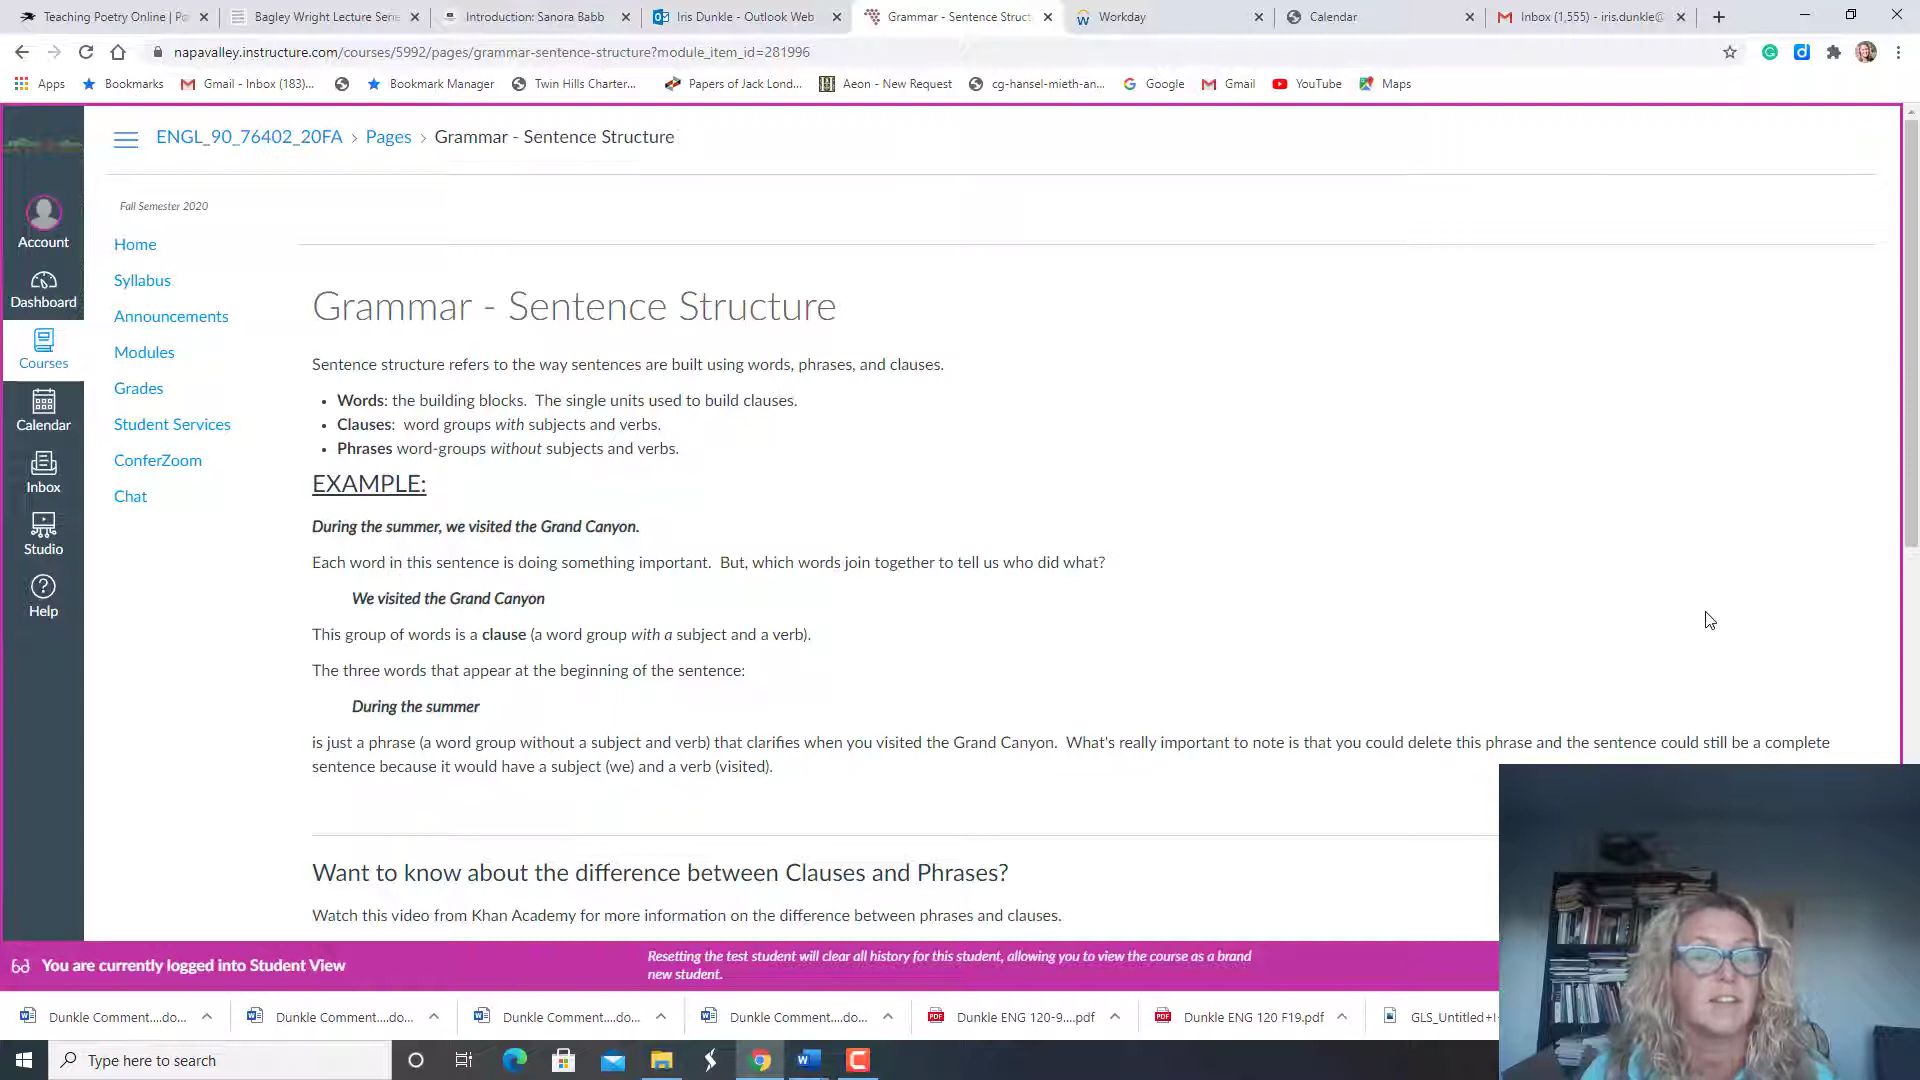 Teaching Poetry Online | Po
Bagley Wright Lecture Serie
Introduction: Sanora Babb
Iris Dunkle - Outlook Web
Grammar - Sentence Struct
Workday
Calendar
Inbox (1,555) - iris.dunkle@
napavalley.instructure.com/courses/5992/pages/grammar-sentence-structure?module_item_id=281996
Apps
Bookmarks
Gmail - Inbox (183)...
Bookmark Manager
Twin Hills Charter...
Papers of Jack Lond...
Aeon - New Request
cg-hansel-mieth-an...
Google
Gmail
YouTube
Maps
ENGL_90_76402_20FA > Pages > Grammar - Sentence Structure
Account
Dashboard
Courses
Calendar
Inbox
Studio
Help
Fall Semester 2020
Home
Syllabus
Announcements
Modules
Grades
Student Services
ConferZoom
Chat
Grammar - Sentence Structure
Sentence structure refers to the way sentences are built using words, phrases, and clauses.
• Words: the building blocks. The single units used to build clauses.
• Clauses: word groups with subjects and verbs.
• Phrases word-groups without subjects and verbs.
EXAMPLE:
During the summer, we visited the Grand Canyon.
Each word in this sentence is doing something important. But, which words join together to tell us who did what?
We visited the Grand Canyon
This group of words is a clause (a word group with a subject and a verb).
The three words that appear at the beginning of the sentence:
During the summer
is just a phrase (a word group without a subject and verb) that clarifies when you visited the Grand Canyon. What's really important to note is that you could delete this phrase and the sentence could still be a complete
sentence because it would have a subject (we) and a verb (visited).
Want to know about the difference between Clauses and Phrases?
Watch this video from Khan Academy for more information on the difference between phrases and clauses.
You are currently logged into Student View
Resetting the test student will clear all history for this student, allowing you to view the course as a brand
new student.
Dunkle Comment....do...
Dunkle Comment....do...
Dunkle Comment....do...
Dunkle Comment....do...
Dunkle ENG 120-9....pdf
Dunkle ENG 120 F19.pdf
GLS_Untitled+I
Type here to search